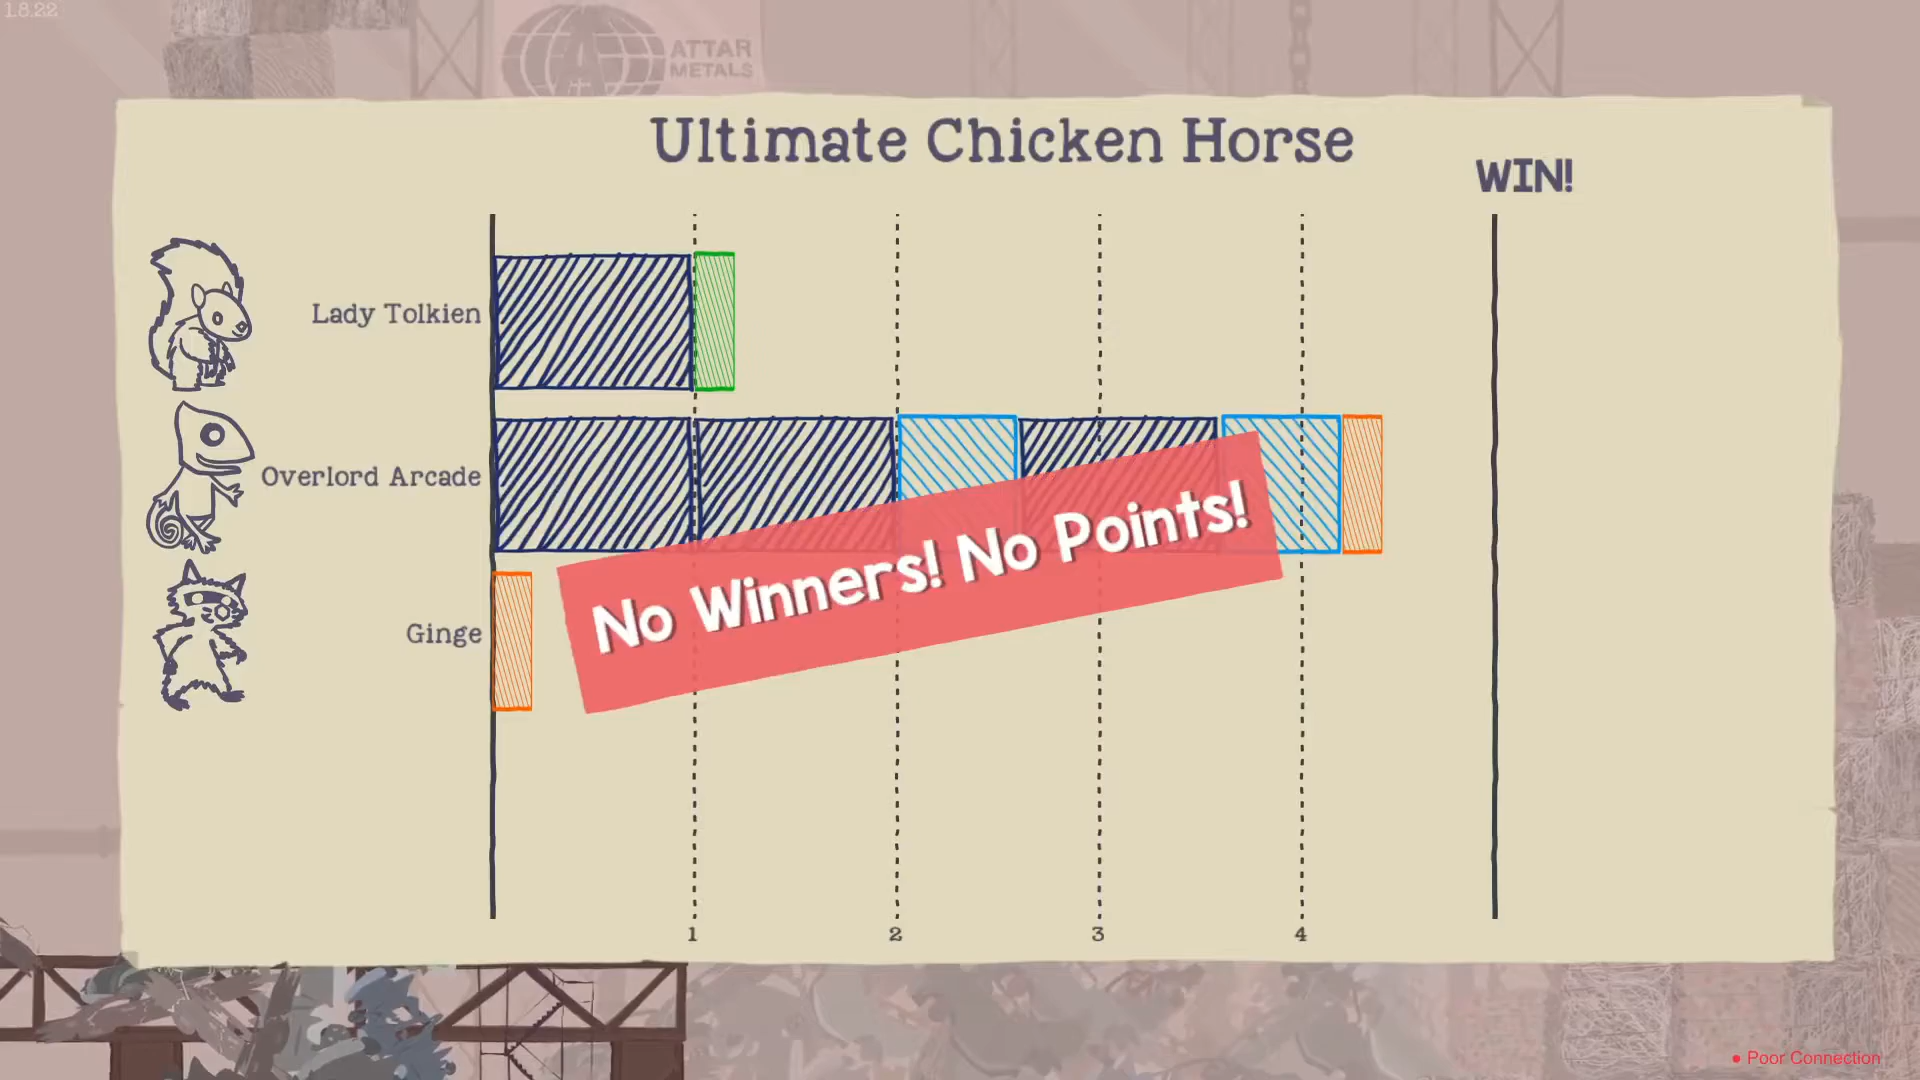 1.8.22
ATTAR
METALS
Ultimate Chicken Horse
WIN!
Lady Tolkien
Overlord Arcade
Ginge
No Winners! No Points!
1
2
3
4
Poor Connection